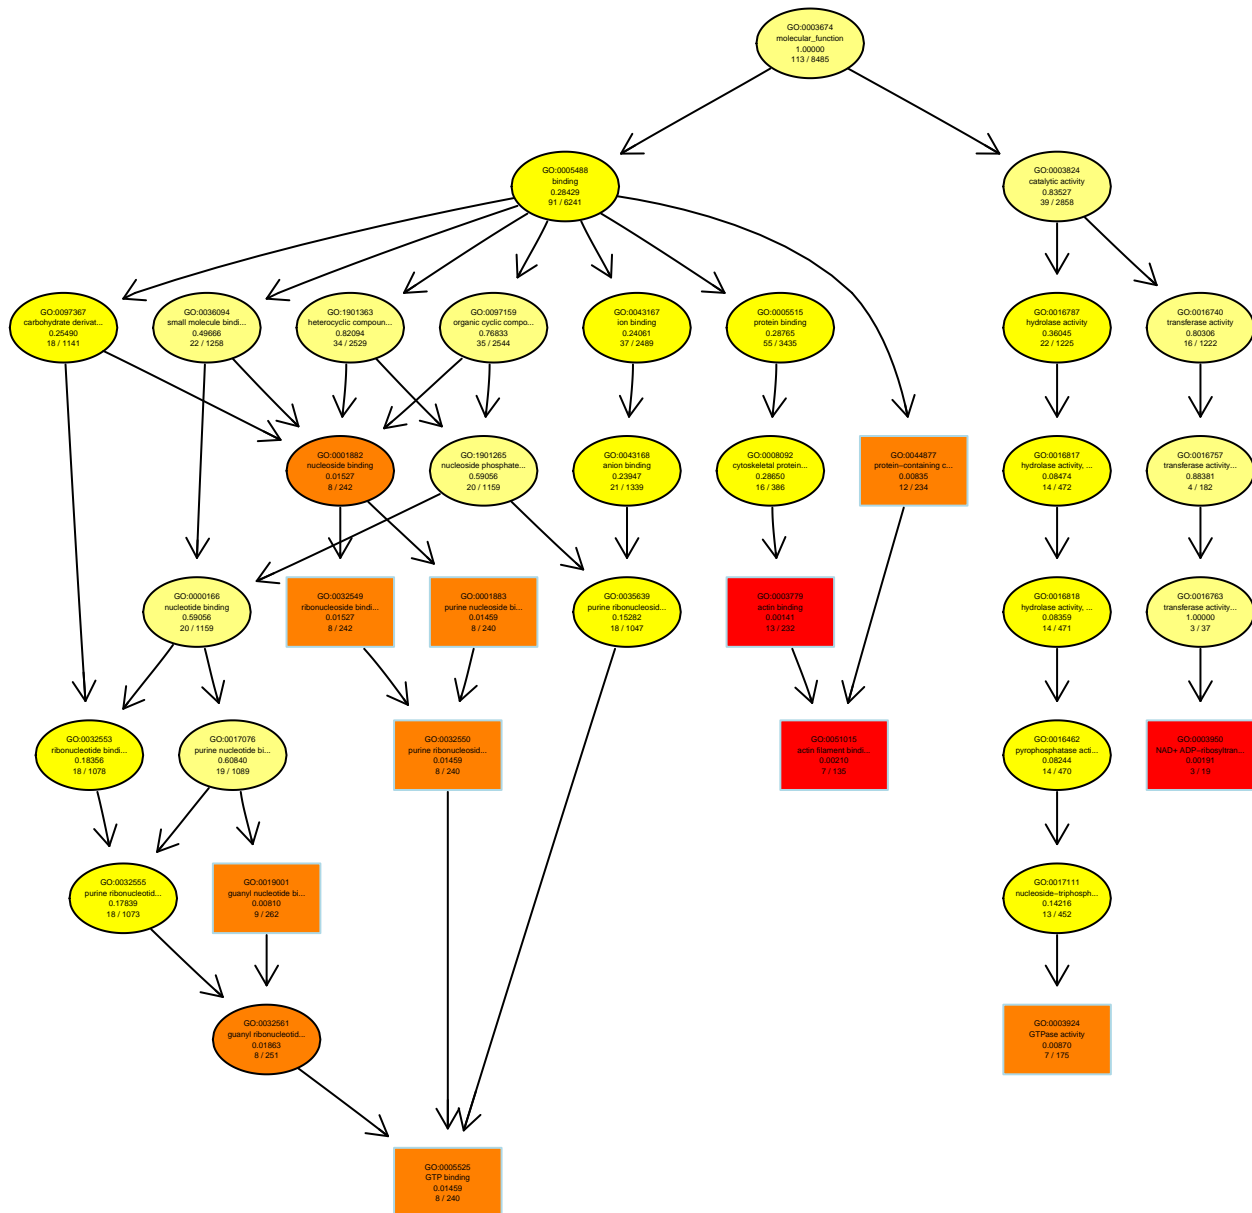 GO:0003674
molecular_function
1.00000
113 / 8485
GO:0005488
binding
0.28429
91 / 6241
GO:0003824
catalytic activity
0.83527
39 / 2858
GO:0097367
carbohydrate derivat...
0.25490
18 / 1141
GO:0036094
small molecule bindi...
0.49666
22 / 1258
GO:1901363
heterocyclic compoun...
0.82094
34 / 2529
GO:0097159
organic cyclic compo...
0.76833
35 / 2544
GO:0043167
ion binding
0.24061
37 / 2489
GO:0005515
protein binding
0.28765
55 / 3435
GO:0016787
hydrolase activity
0.36045
22 / 1225
GO:0016740
transferase activity
0.80306
16 / 1222
GO:0001882
nucleoside binding
0.01527
8 / 242
GO:1901265
nucleoside phosphate...
0.59056
20 / 1159
GO:0043168
anion binding
0.23947
21 / 1339
GO:0008092
cytoskeletal protein...
0.28650
16 / 386
GO:0044877
protein−containing c...
0.00835
12 / 234
GO:0016817
hydrolase activity, ...
0.08474
14 / 472
GO:0016757
transferase activity...
0.88381
4 / 182
GO:0000166
nucleotide binding
0.59056
20 / 1159
GO:0032549
ribonucleoside bindi...
0.01527
8 / 242
GO:0001883
purine nucleoside bi...
0.01459
8 / 240
GO:0035639
purine ribonucleosid...
0.15282
18 / 1047
GO:0003779
actin binding
0.00141
13 / 232
GO:0016818
hydrolase activity, ...
0.08359
14 / 471
GO:0016763
transferase activity...
1.00000
3 / 37
GO:0032553
ribonucleotide bindi...
0.18356
18 / 1078
GO:0017076
purine nucleotide bi...
0.60840
19 / 1089
GO:0032550
purine ribonucleosid...
0.01459
8 / 240
GO:0051015
actin filament bindi...
0.00210
7 / 135
GO:0016462
pyrophosphatase acti...
0.08244
14 / 470
GO:0003950
NAD+ ADP−ribosyltran...
0.00191
3 / 19
GO:0032555
purine ribonucleotid...
0.17839
18 / 1073
GO:0019001
guanyl nucleotide bi...
0.00810
9 / 262
GO:0017111
nucleoside−triphosph...
0.14216
13 / 452
GO:0032561
guanyl ribonucleotid...
0.01863
8 / 251
GO:0003924
GTPase activity
0.00870
7 / 175
GO:0005525
GTP binding
0.01459
8 / 240